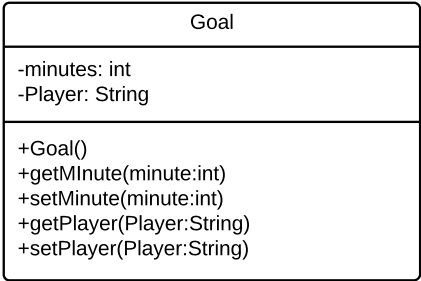 Goal
-minutes: int
-Player: String
+Goal()
+getMInute(minute:int)
+setMinute(minute:int)
+getPlayer(Player:String)
+setPlayer(Player:String)